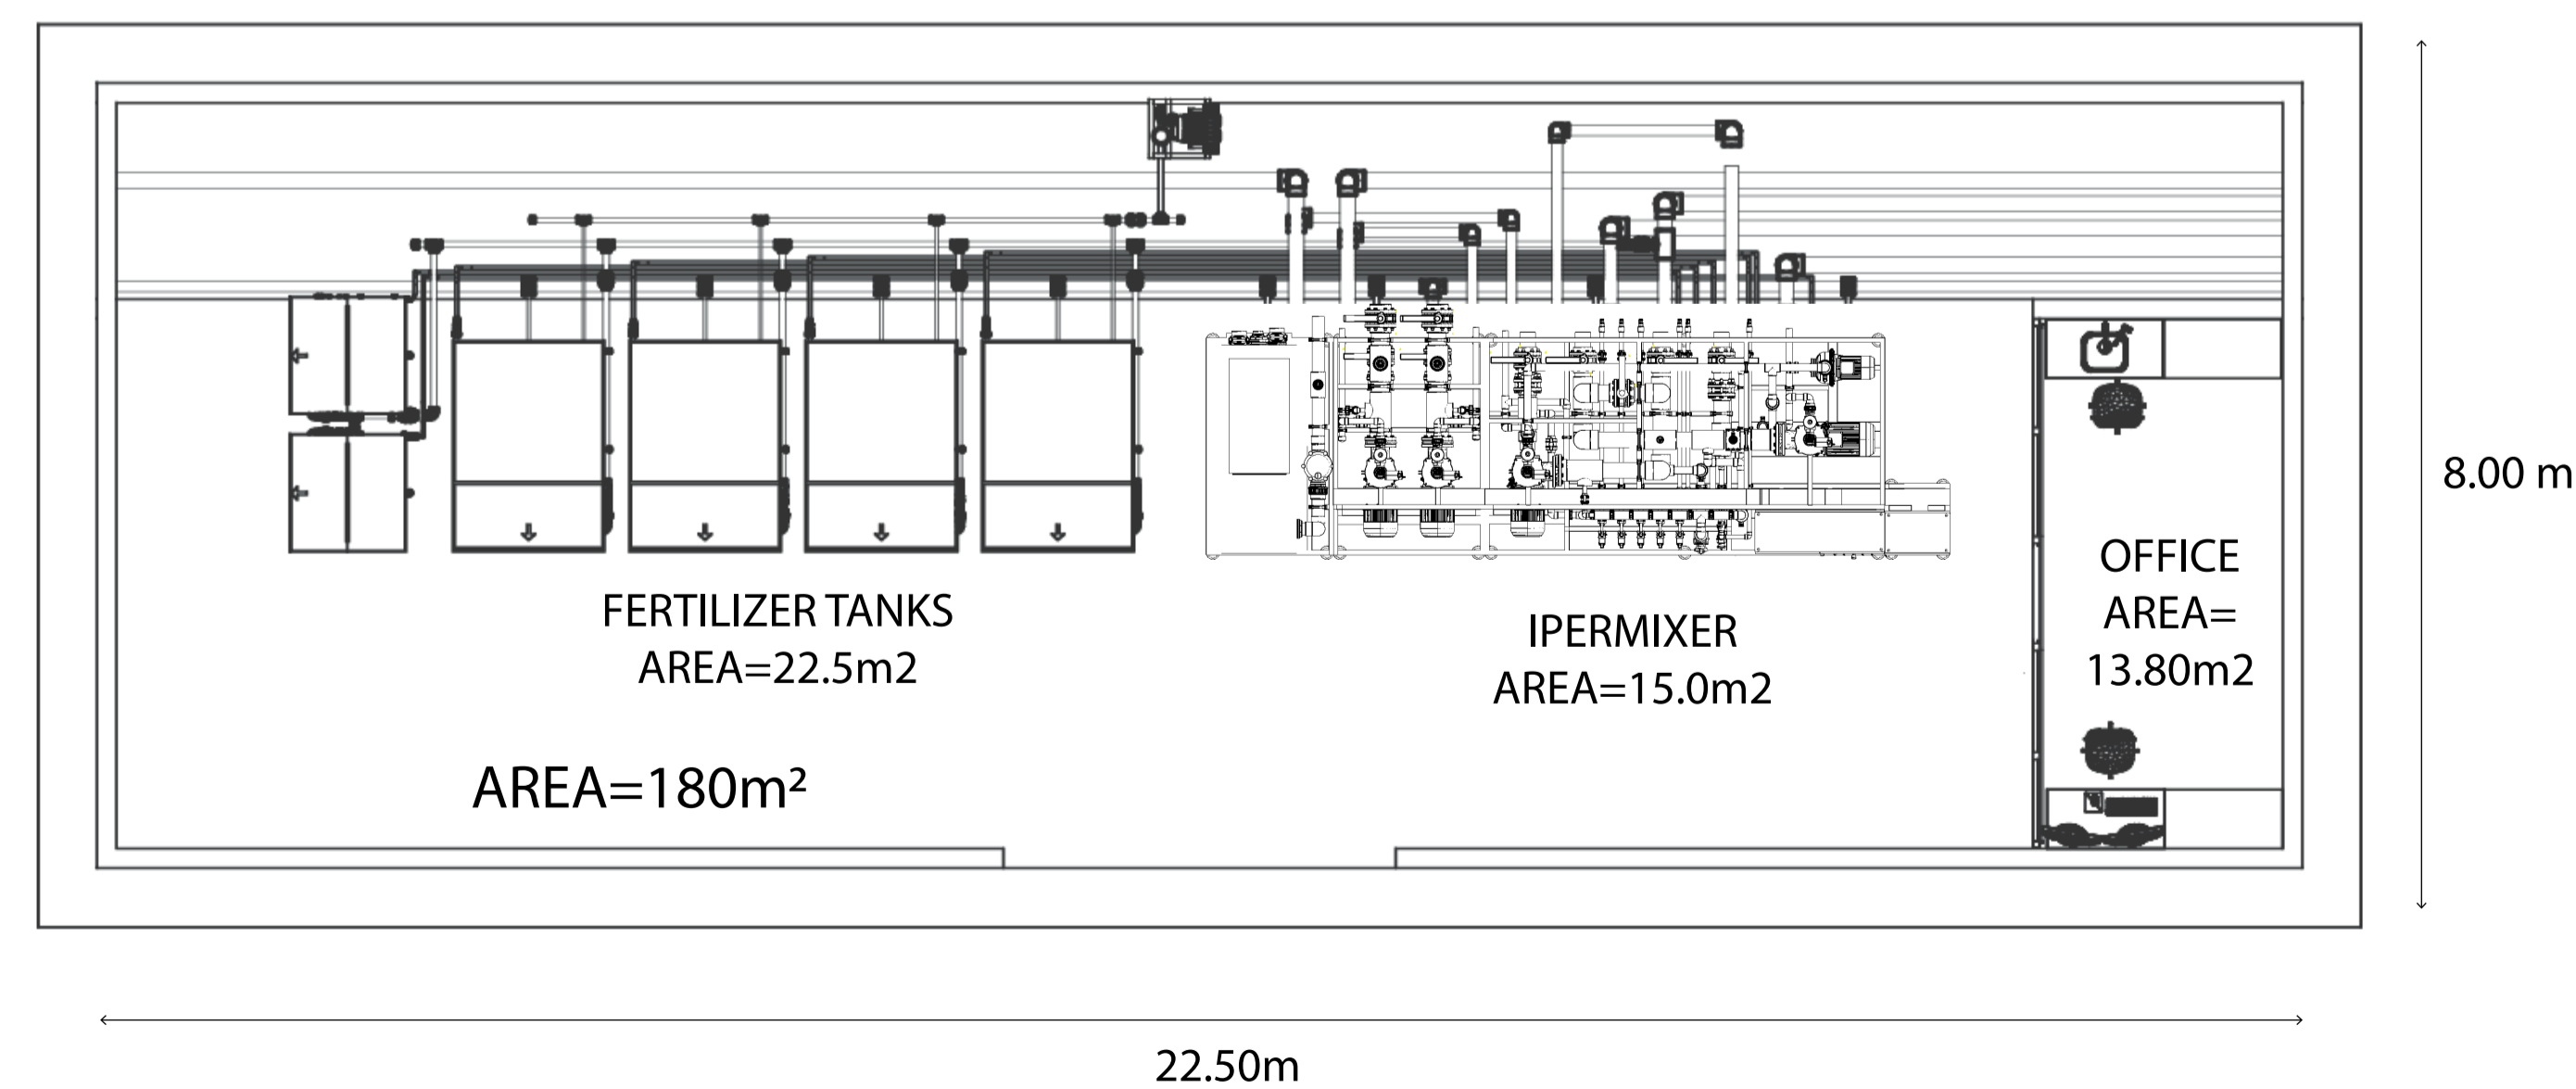 8.00 m
FERTILIZER TANKS
AREA=22.5m2
IPERMIXER
AREA=15.0m2
OFFICE
AREA=
13.80m2
AREA=180m²
22.50m